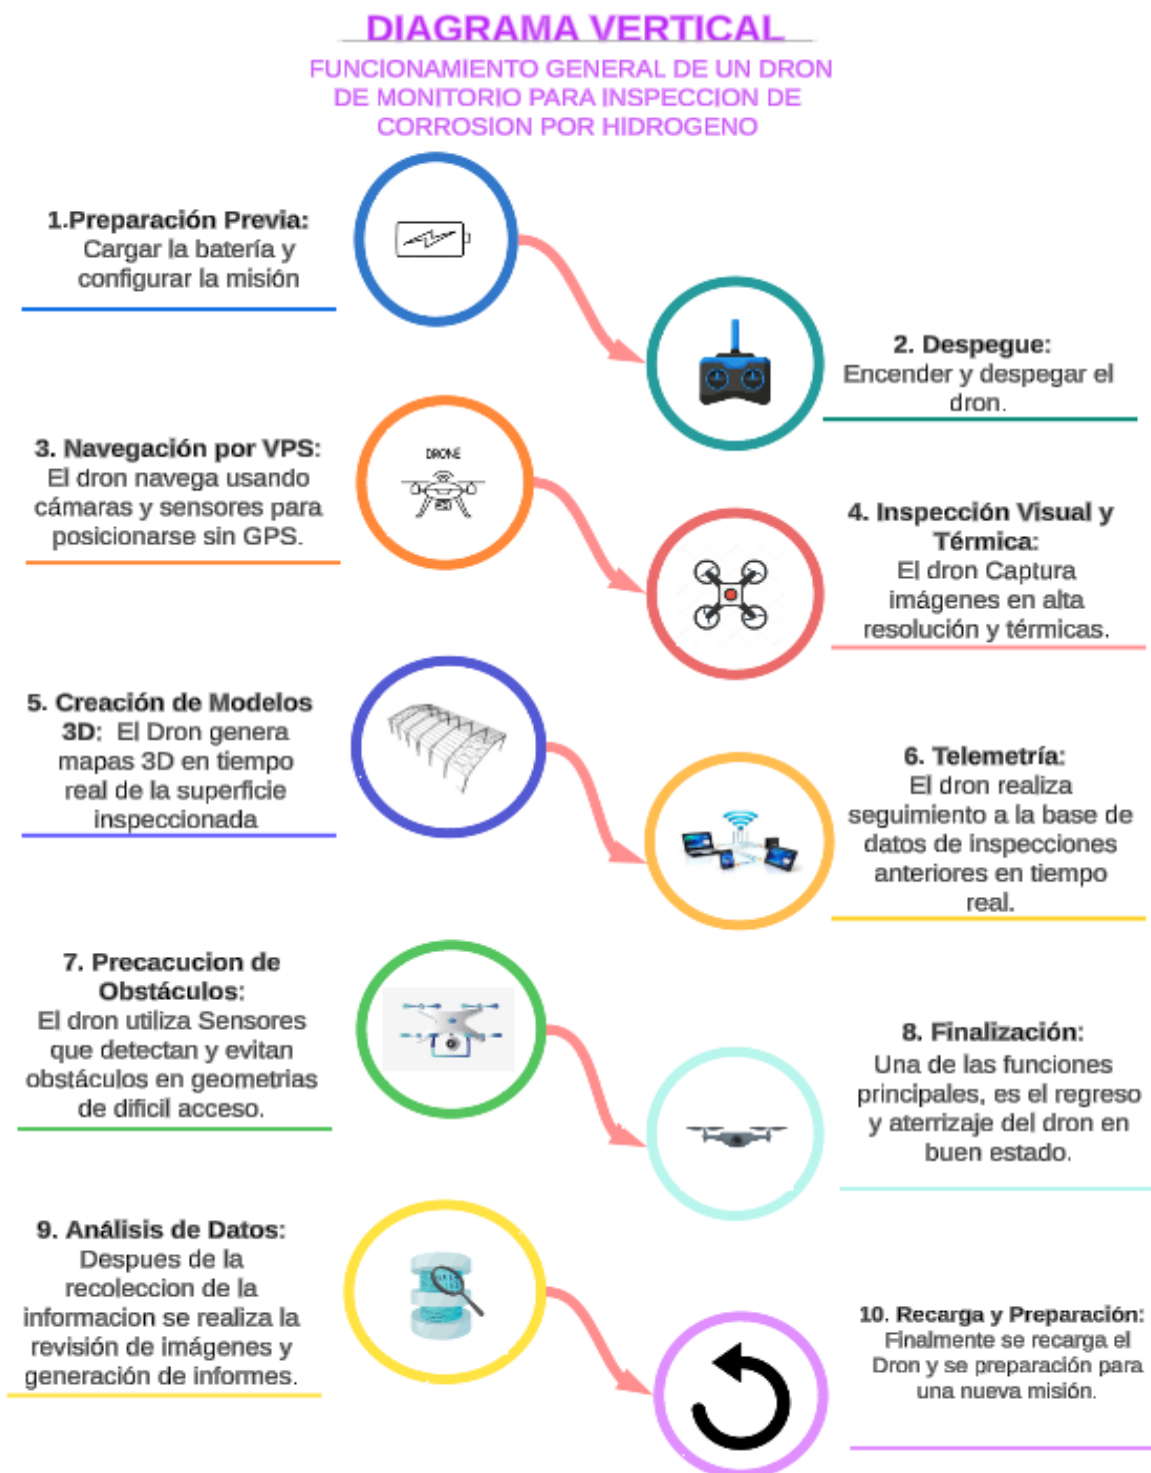 DIAGRAMA VERTICAL
FUNCIONAMIENTO GENERAL DE UN DRON
DE MONITORIO PARA INSPECCION DE
CORROSION POR HIDROGENO
1.Preparación Previa:
Cargar la batería y
configurar la misión
2. Despegue:
Encender y despegar el
dron.
3. Navegación por VPS:
El dron navega usando
cámaras y sensores para
posicionarse sin GPS.
DRONE
4. Inspección Visual y
Térmica:
El dron Captura
imágenes en alta
resolución y térmicas.
5. Creación de Modelos
3D: El Dron genera
mapas 3D en tiempo
real de la superficie
inspeccionada
6. Telemetría:
El dron realiza
seguimiento a la base de
datos de inspecciones
anteriores en tiempo
real.
7. Precacucion de
Obstáculos:
El dron utiliza Sensores
que detectan y evitan
obstáculos en geometrias
de dificil acceso.
8. Finalización:
Una de las funciones
principales, es el regreso
y aterrizaje del dron en
buen estado.
9. Análisis de Datos:
Despues de la
recoleccion de la
informacion se realiza la
revisión de imágenes y
generación de informes.
10. Recarga y Preparación:
Finalmente se recarga el
Dron y se preparación para
una nueva misión.